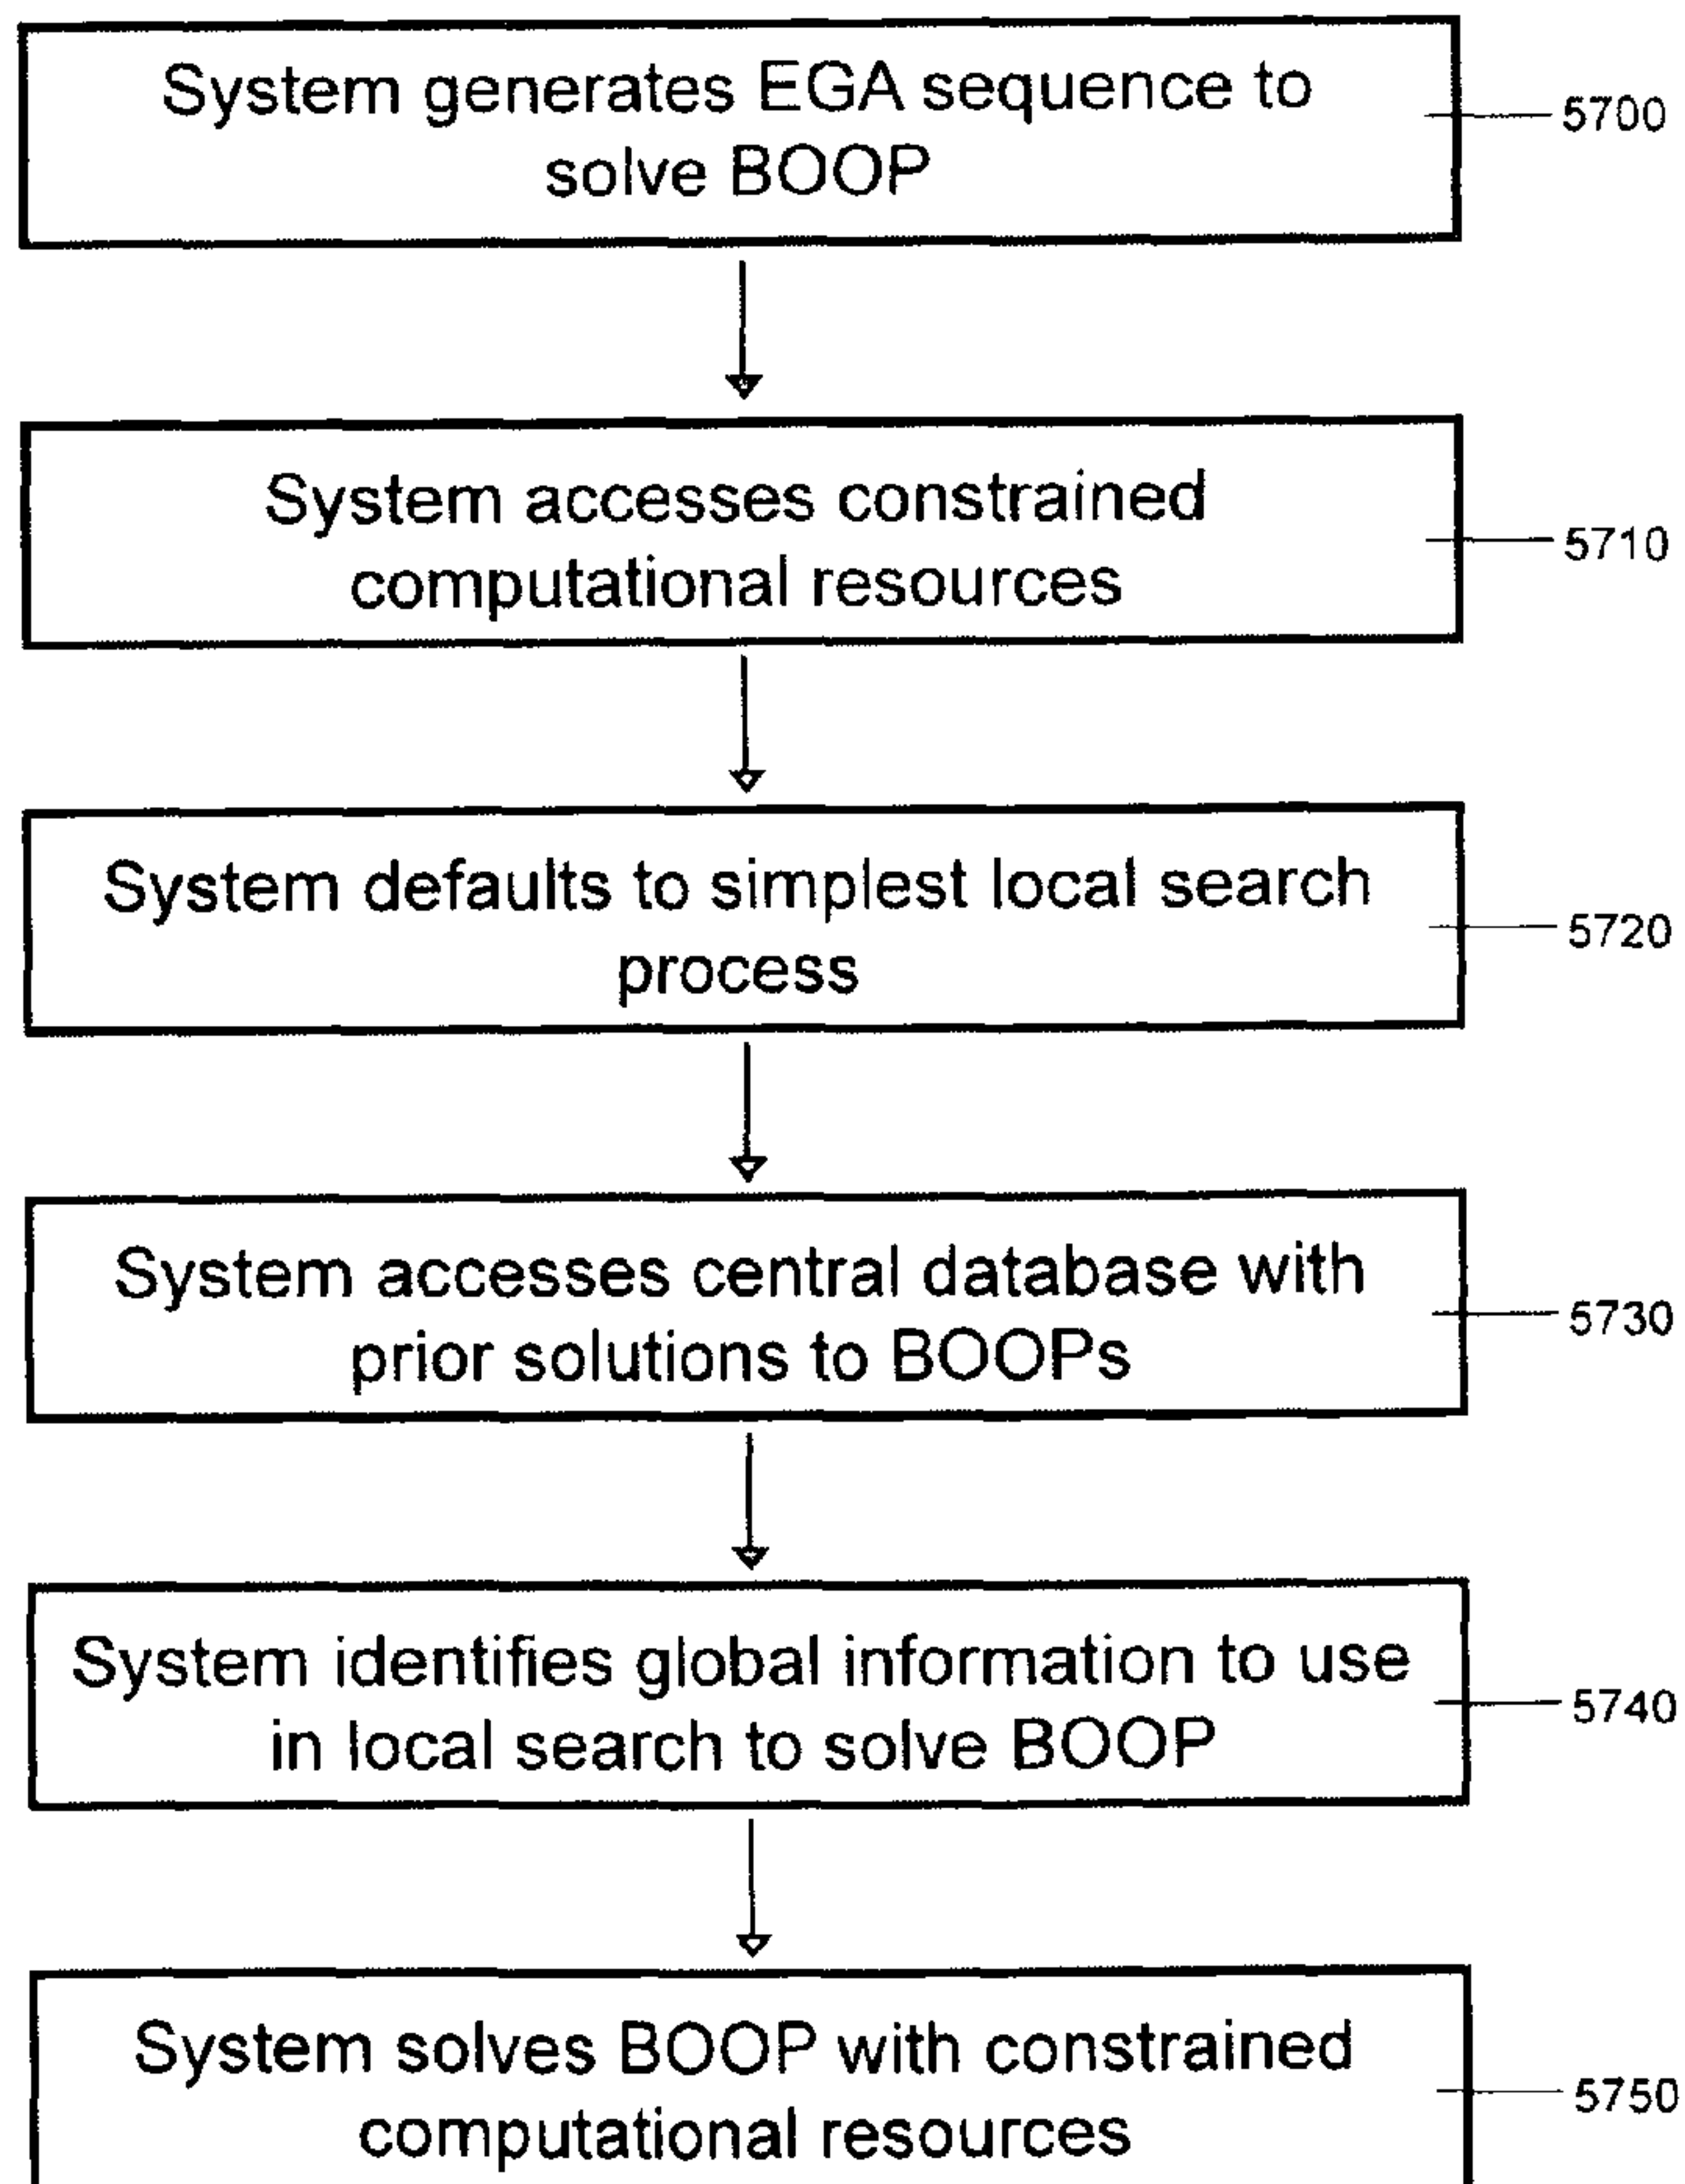 System generates EGA sequence to
solve BOOP
5700
System accesses constrained
computational resources
5710
System defaults to simplest local search
process
5720
System accesses central database with
prior solutions to BOOPs
5730
System identifies global information to use
in local search to solve BOOP
5740
System solves BOOP with constrained
computational resources
5750